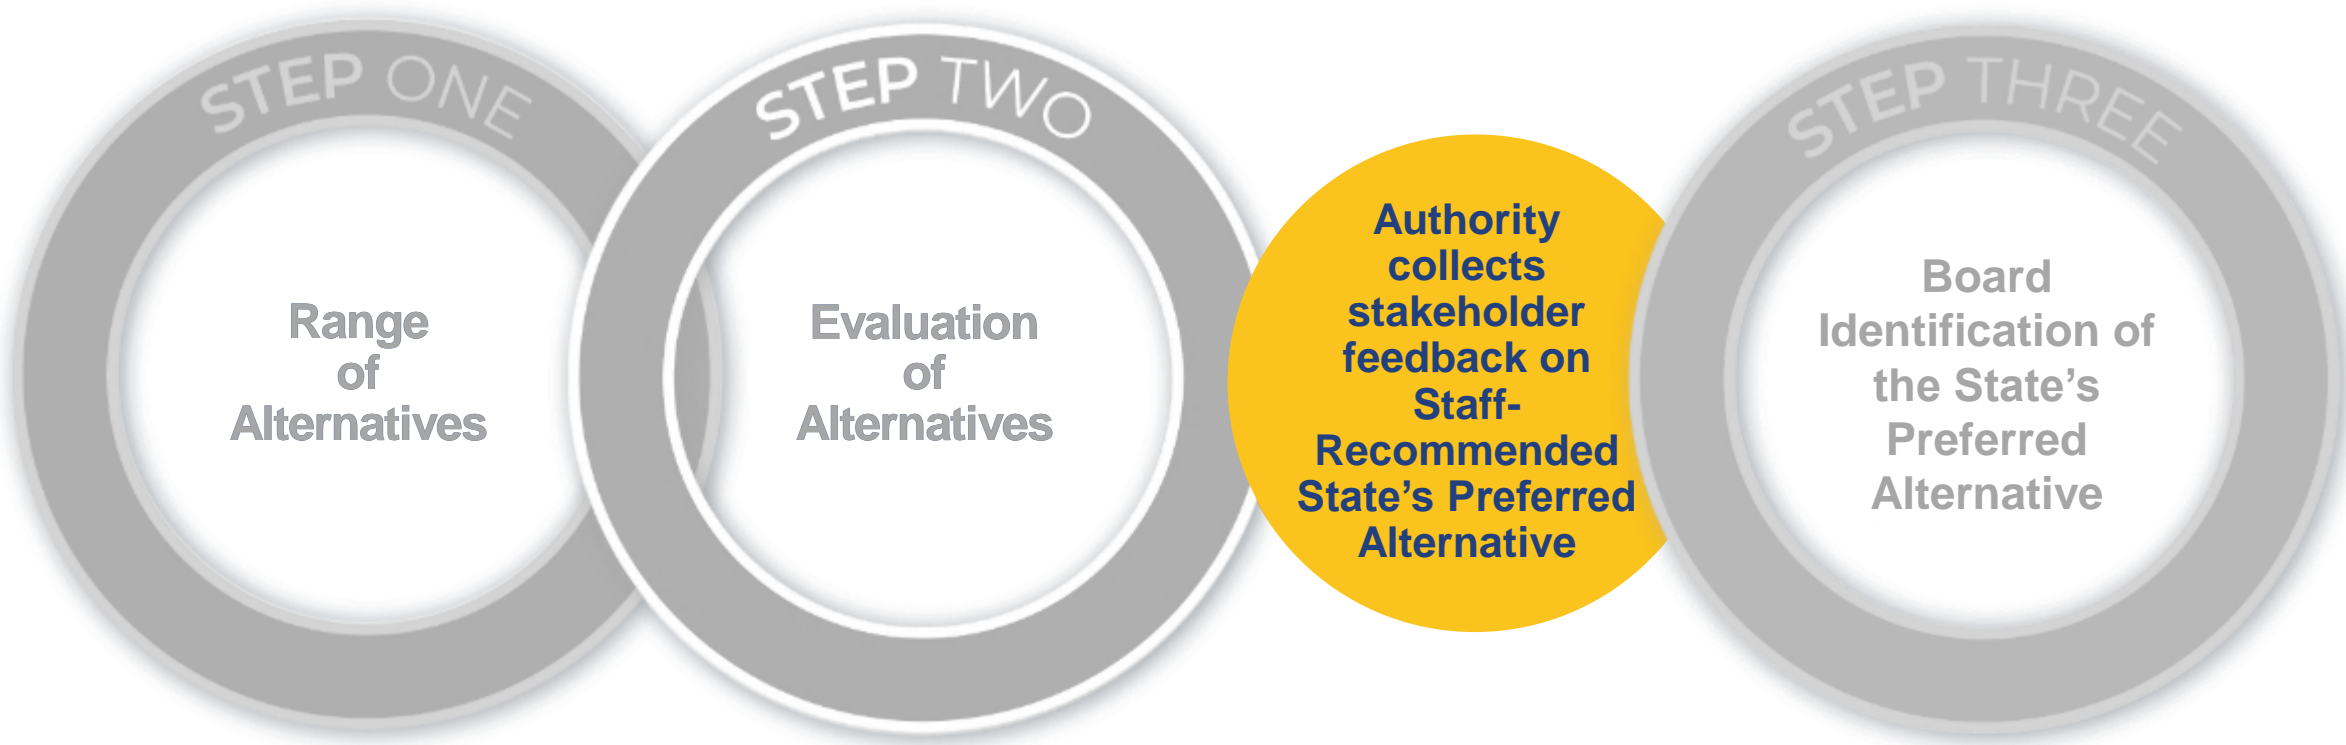 STEP ONE
Range
of
Alternatives
STEP TWO
Evaluation
of
Alternatives
Authority
collects
stakeholder
feedback on
Staff-
Recommended
State’s Preferred
Alternative
STEP THREE
Board
Identification of
the State’s
Preferred
Alternative